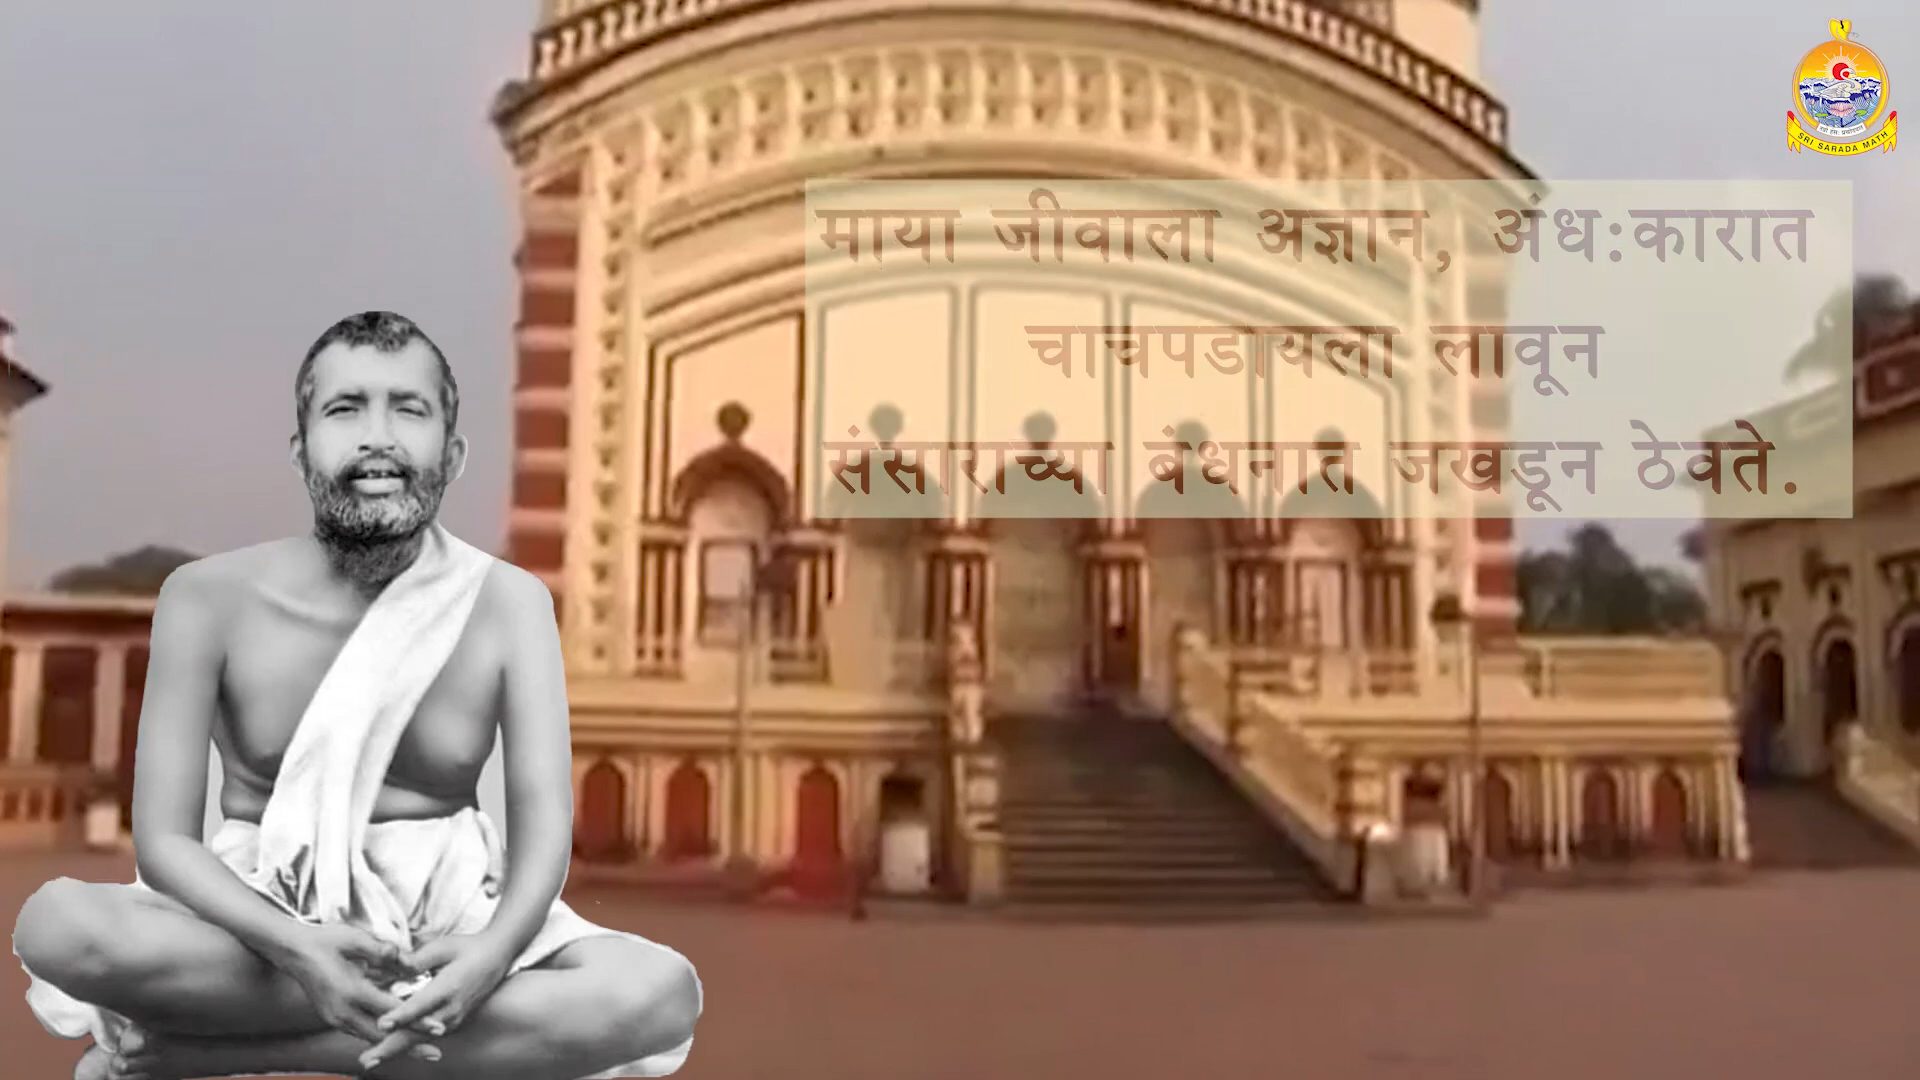 माया जीवाला अज्ञान, अंध:कारात
चाचपडायला लावून
संसाराच्या बंधनात जखडून ठेवते.
SRI SARADA MATH